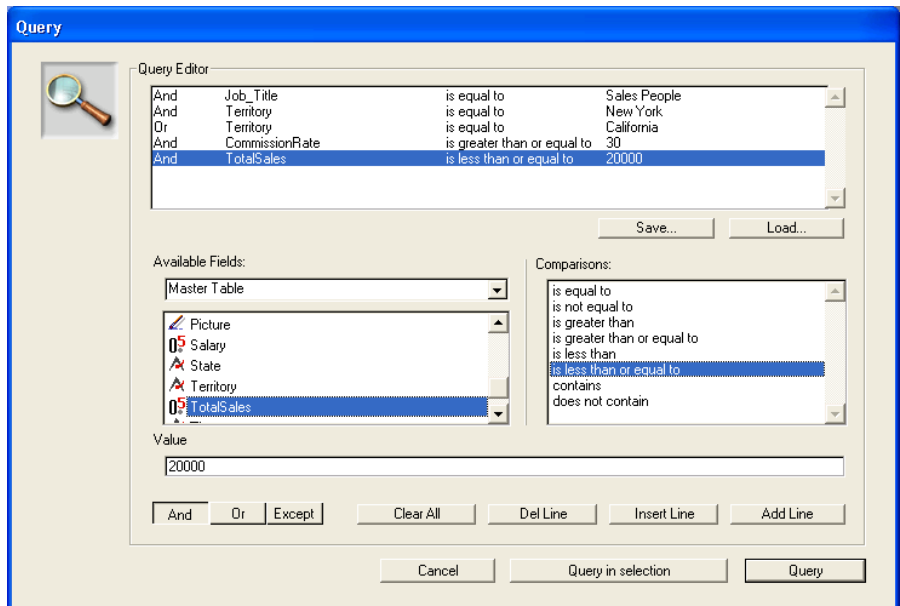 Query
Query Editor
And Job_Title is equal to Sales People
And Territory is equal to New York
Or Territory is equal to California
And CommissionRate is greater than or equal to 30
And TotalSales is less than or equal to 20000
Save... Load...
Available Fields: Comparisons:
Master Table
Picture
05 Salary
State
Territory
05 TotalSales
is equal to
is not equal to
is greater than
is greater than or equal to
is less than
is less than or equal to
contains
does not contain
Value
20000
And Or Except Clear All Del Line Insert Line Add Line
Cancel Query in selection Query